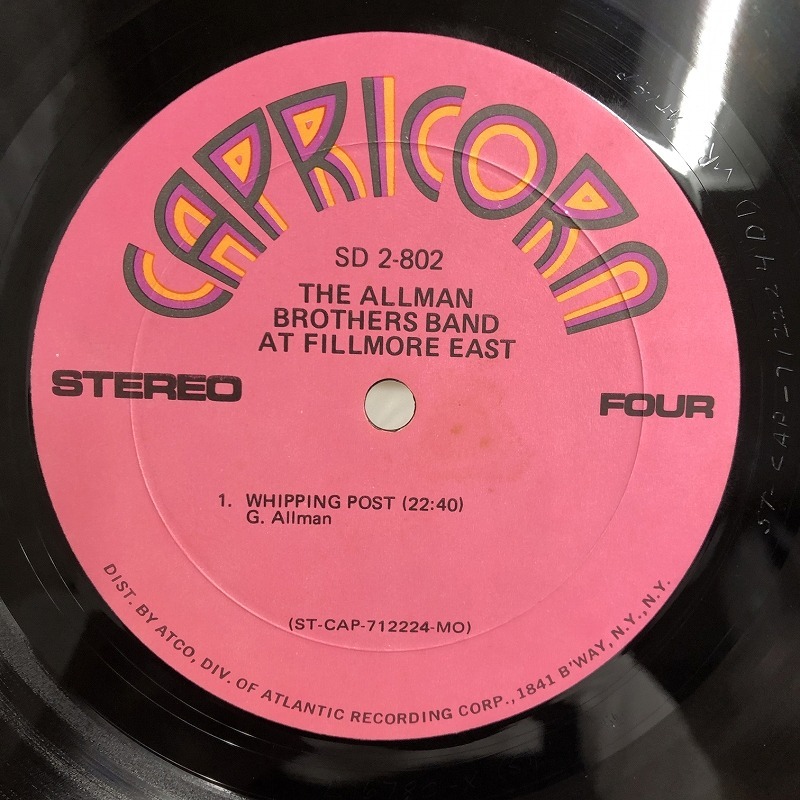 CAPRICORN
SD 2-802
THE ALLMAN
BROTHERS BAND
AT FILLMORE EAST
STEREO
FOUR
1. WHIPPING POST (22:40)
G. Allman
(ST-CAP-712224-MO)
DIST. BY ATCO, DIV. OF ATLANTIC RECORDING CORP., 1841 B'WAY, N.Y., N.Y.